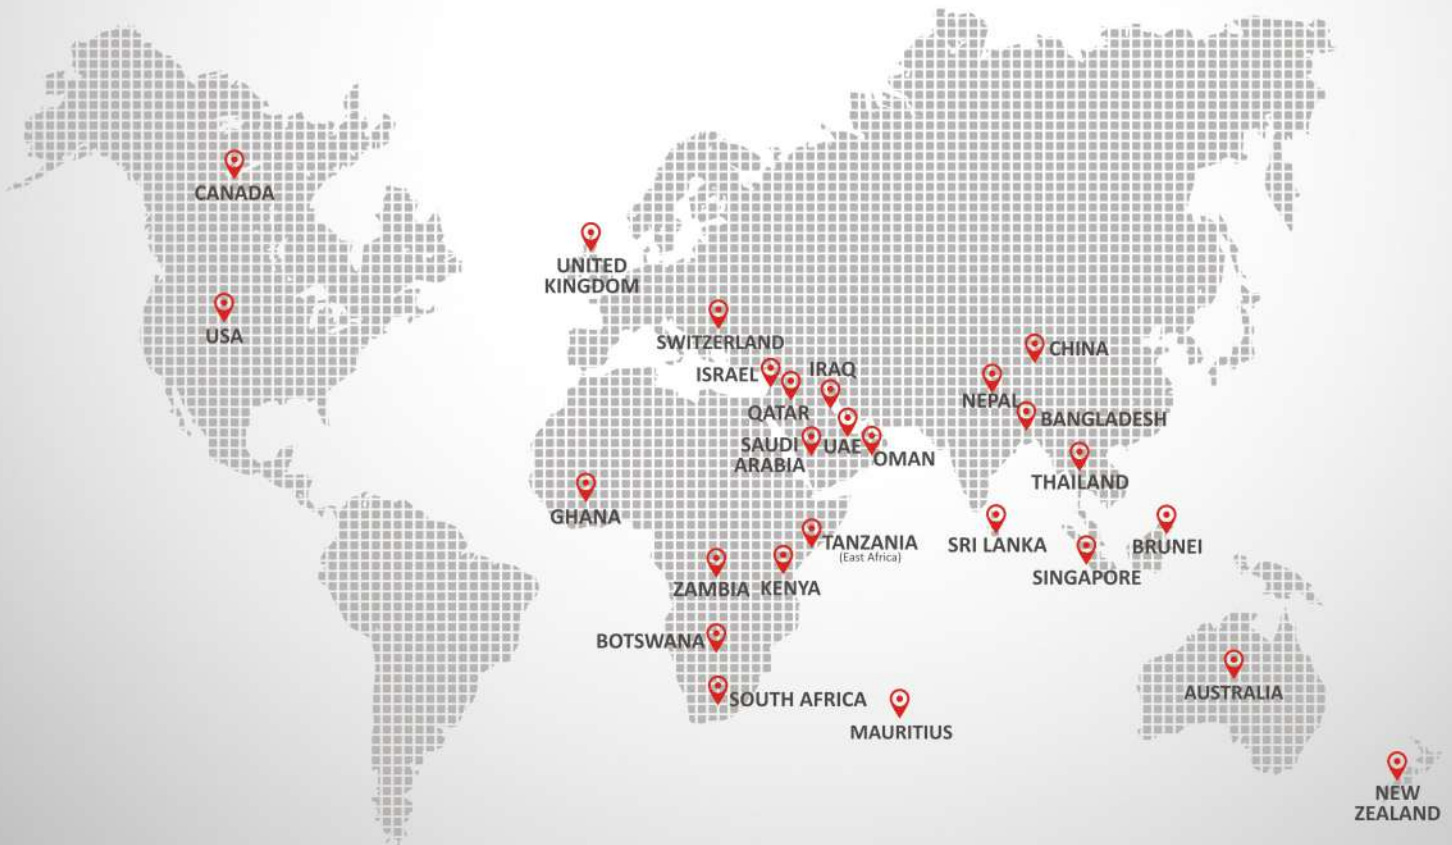 CANADA
USA
UNITED
KINGDOM
SWITZERLAND
ISRAEL
IRAQ
QATAR
SAUDI
ARABIA
UAE
OMAN
CHINA
NEPAL
BANGLADESH
THAILAND
GHANA
TANZANIA
(East Africa)
SRI LANKA
BRUNEI
SINGAPORE
ZAMBIA
KENYA
BOTSWANA
SOUTH AFRICA
MAURITIUS
AUSTRALIA
NEW
ZEALAND